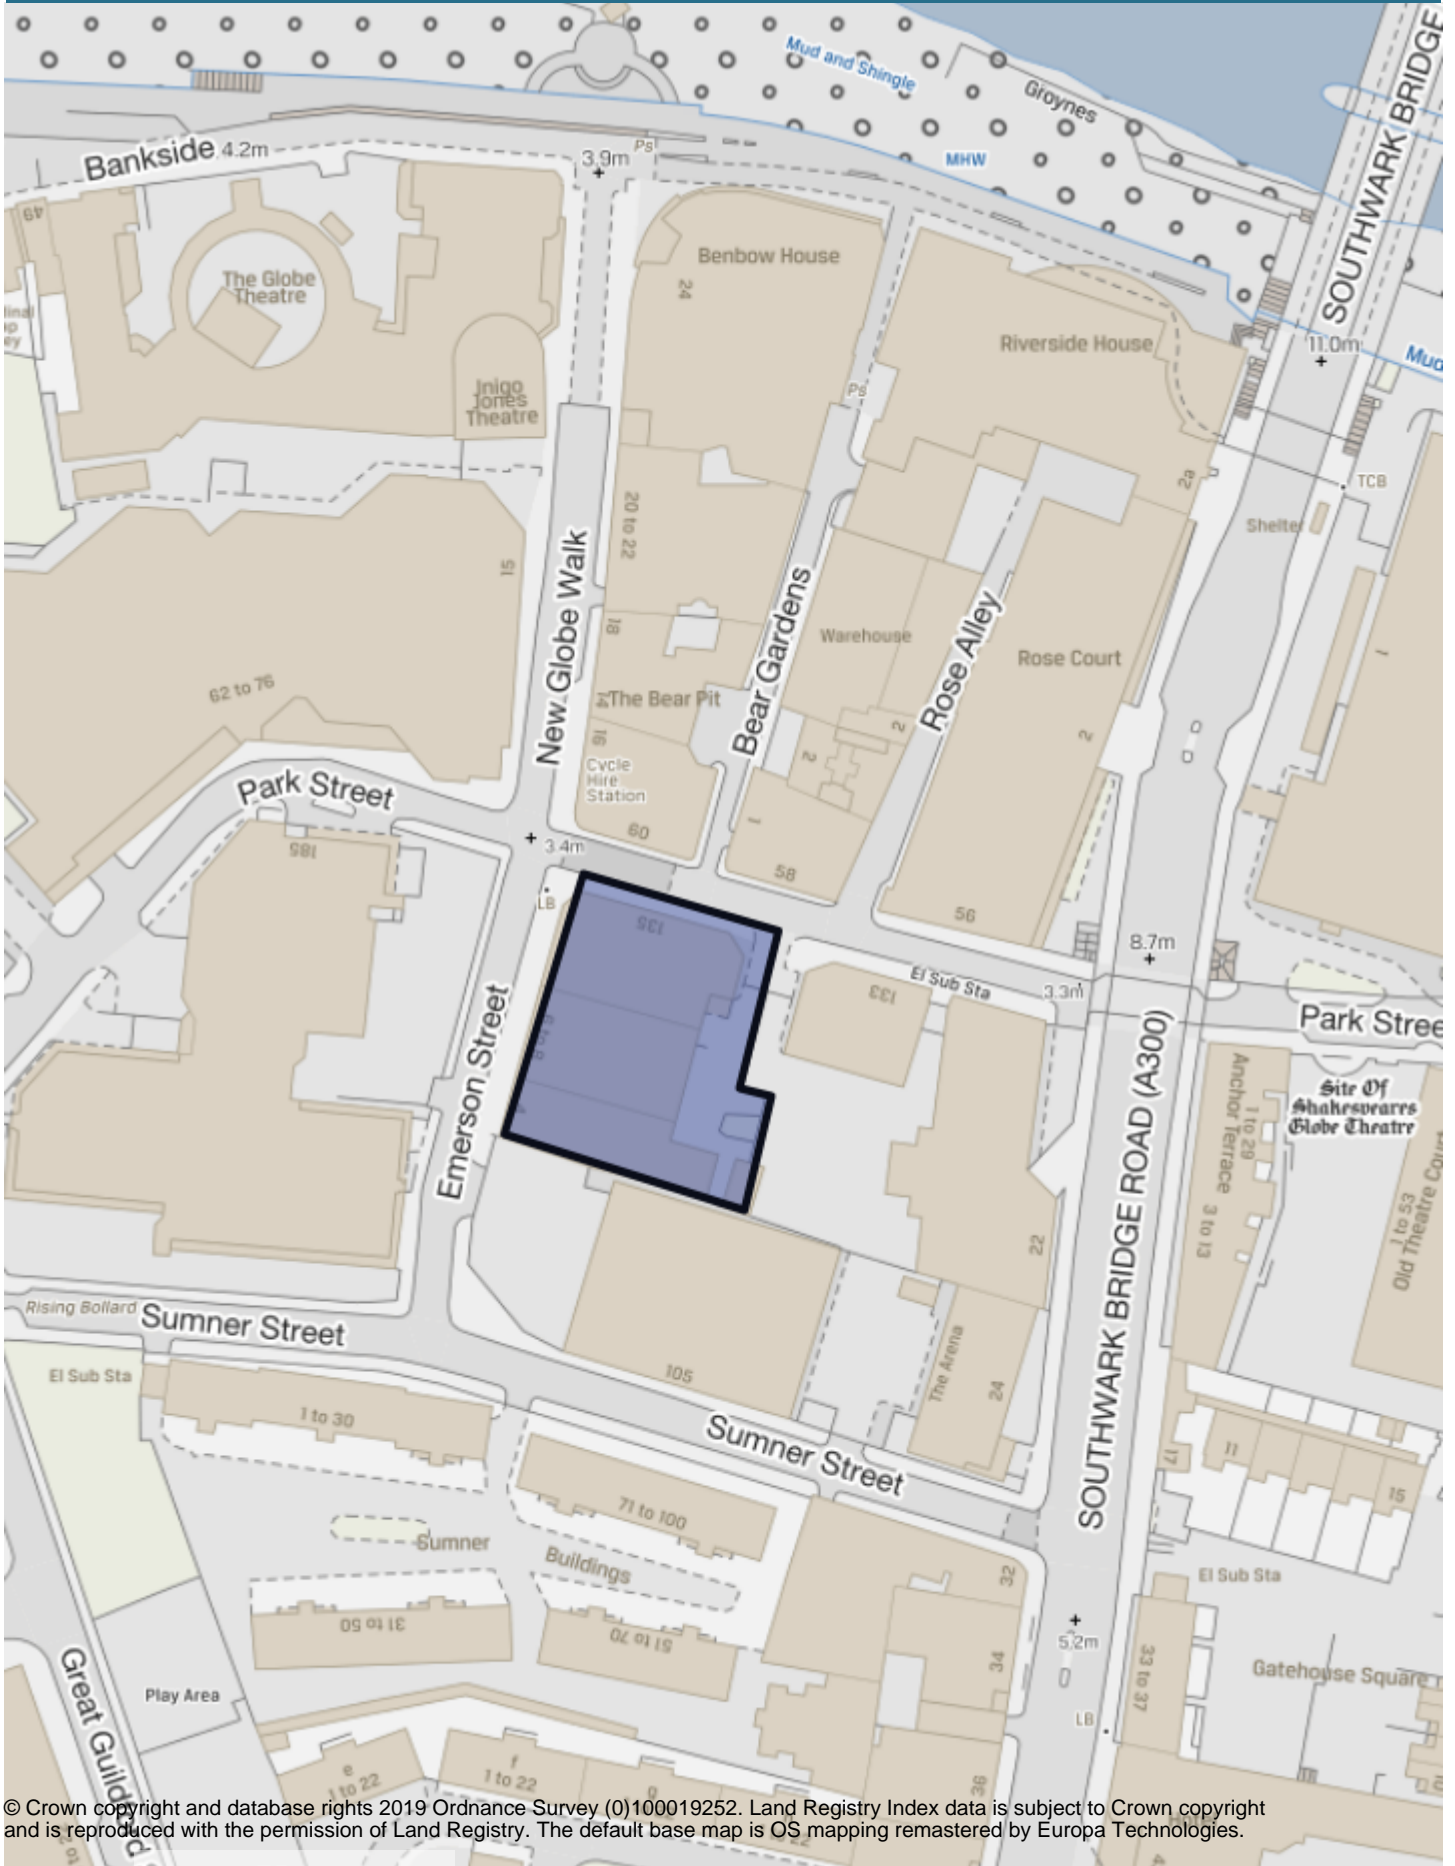 Mud and Shingle
Groynes
MHW
SOUTHWARK BRIDGE
Bankside
4.2m
3.9m
Ps
49
The Globe
Theatre
Inigo
Jones
Theatre
Benbow House
24
Riverside House
11.0m
Mud
Ps
2a
TCB
Shelter
51
20 to 22
18
New Globe Walk
Bear Gardens
Warehouse
Rose Alley
Rose Court
1
62 to 76
The Bear Pit
14
16
2
2
2
Cycle
Hire
Station
60
Park Street
3.4m
1
58
56
185
LB
135
8.7m
El Sub Sta
133
3.3m
Park Stree
Emerson Street
6 to 8
4
SOUTHWARK BRIDGE ROAD (A300)
Anchor Terrace
1 to 29
3 to 13
Site Of
Shakespeares
Globe Theatre
Old Theatre Court
1 to 53
22
Rising Bollard
Sumner Street
El Sub Sta
105
The Arena
24
1 to 30
Sumner Street
17
11
15
71 to 100
Sumner
Buildings
31 to 50
51 to 70
32
El Sub Sta
5.2m
34
33 to 37
Gatehouse Square
Play Area
Great Guildford S
LB
e
1 to 22
f
1 to 22
g
36
© Crown copyright and database rights 2019 Ordnance Survey (0)100019252. Land Registry Index data is subject to Crown copyright
and is reproduced with the permission of Land Registry. The default base map is OS mapping remastered by Europa Technologies.